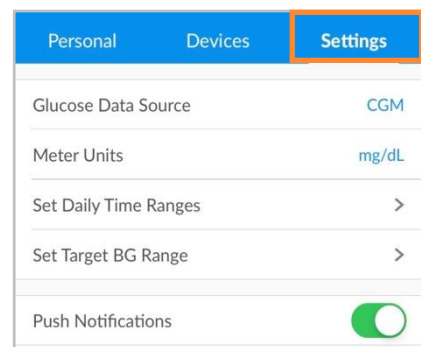 Personal Devices Settings
Glucose Data Source CGM
Meter Units mg/dL
Set Daily Time Ranges >
Set Target BG Range >
Push Notifications